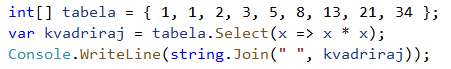 int[] tabela = { 1, 1, 2, 3, 5, 8, 13, 21, 34 };
var kvadriraj = tabela.Select(x => x * x);
Console.WriteLine(string.Join(" ", kvadriraj));